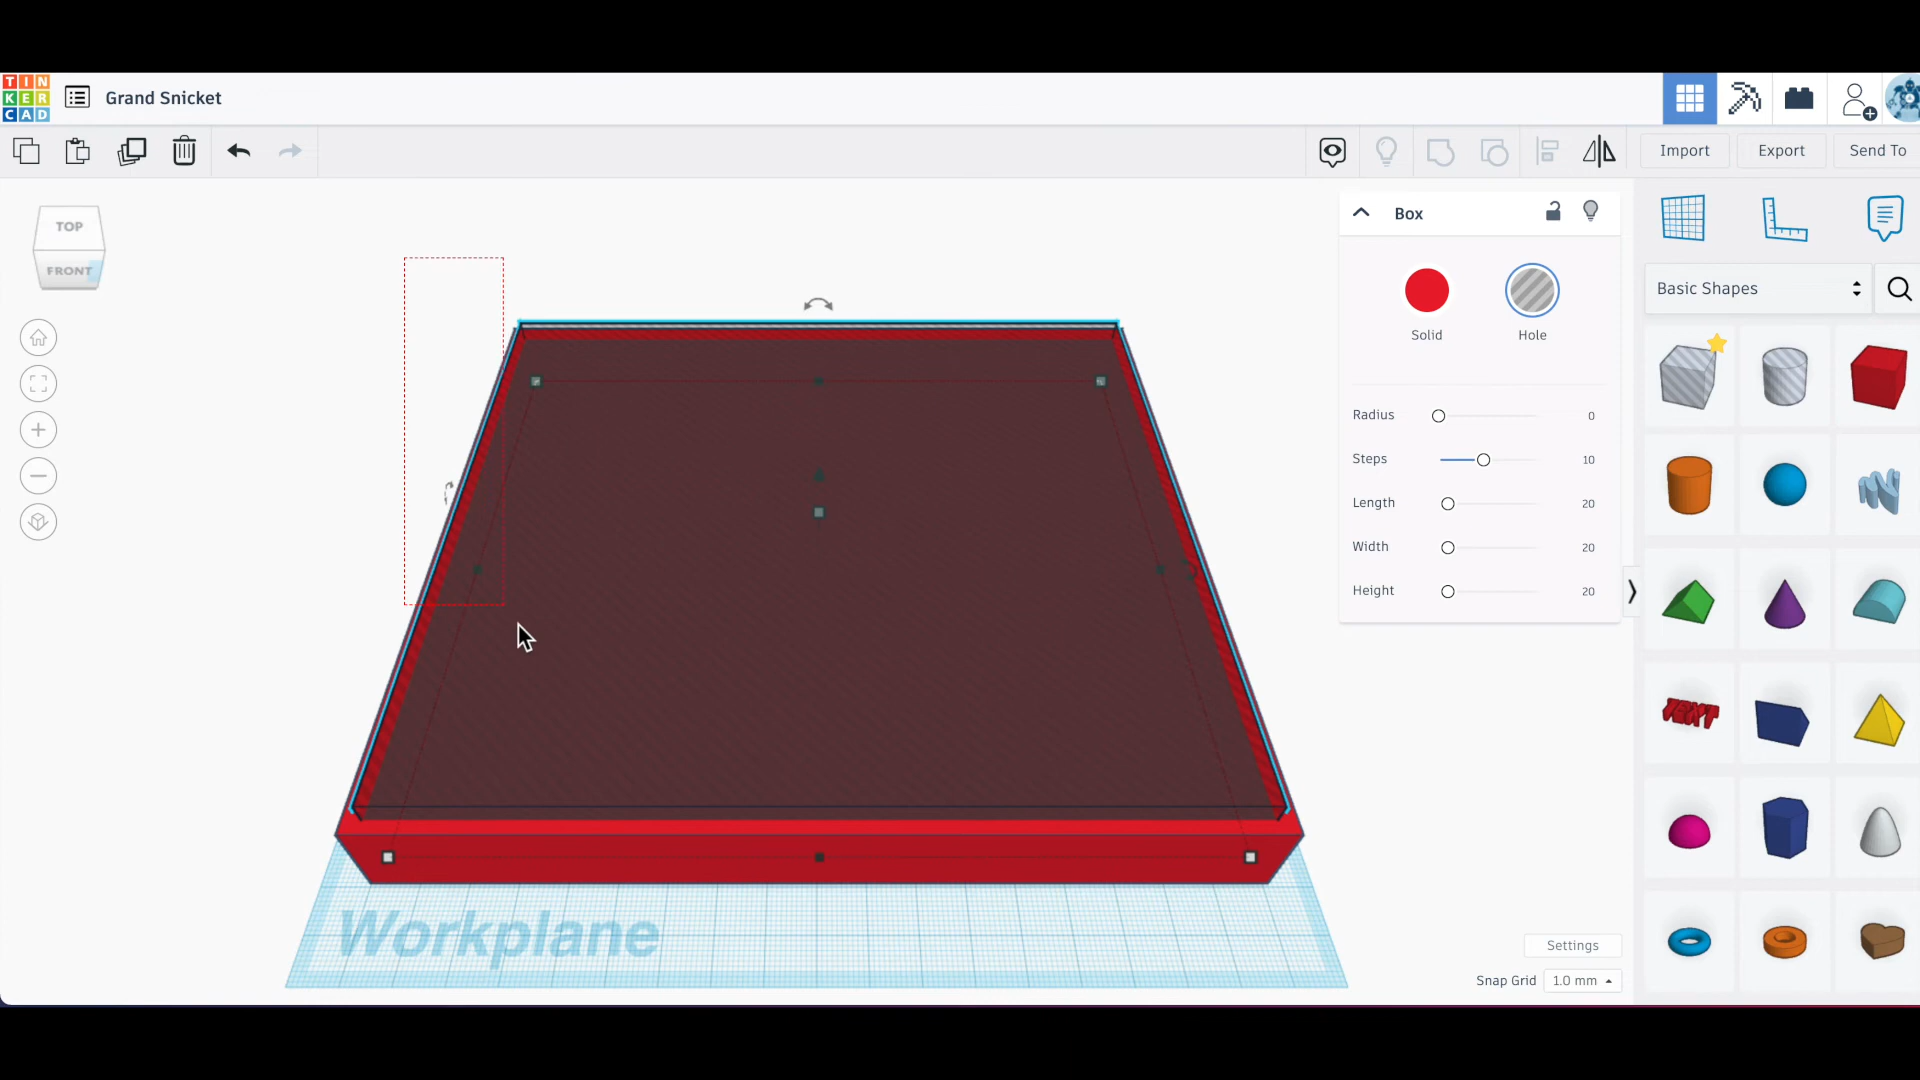 TIN
KER
CAD
Grand Snicket
Import
Export
Send To
TOP
FRONT
Box
Solid
Hole
Radius
0
Steps
10
Length
20
Width
20
Height
20
Basic Shapes
TEXT
Workplane
Settings
Snap Grid
1.0 mm